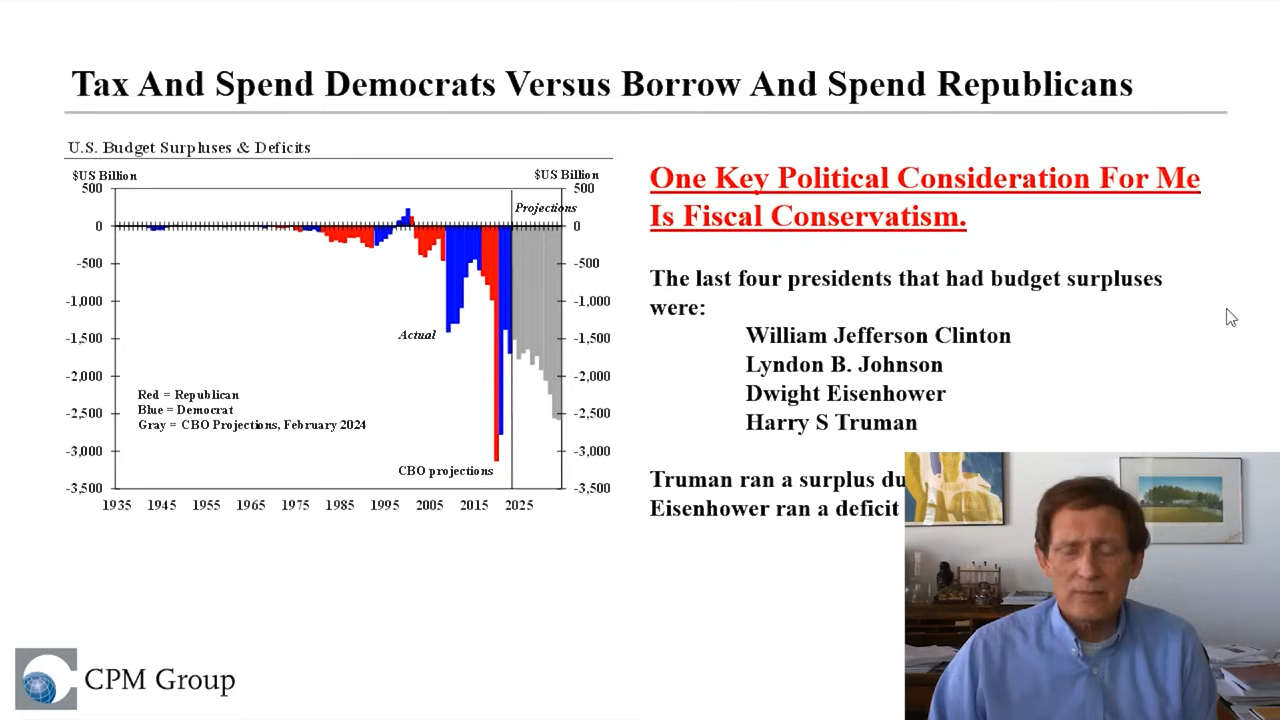 Tax And Spend Democrats Versus Borrow And Spend Republicans
U.S. Budget Surpluses & Deficits
$US Billion
$US Billion
500
500
Projections
0
0
-500
-500
-1,000
-1,000
-1,500
-1,500
Actual
-2,000
-2,000
Red = Republican
Blue = Democrat
Gray = CBO Projections, February 2024
-2,500
-2,500
-3,000
-3,000
CBO projections
-3,500
-3,500
1935 1945 1955 1965 1975 1985 1995 2005 2015 2025
One Key Political Consideration For Me
Is Fiscal Conservatism.
The last four presidents that had budget surpluses
were:
William Jefferson Clinton
Lyndon B. Johnson
Dwight Eisenhower
Harry S Truman
Truman ran a surplus du
Eisenhower ran a deficit
CPM Group